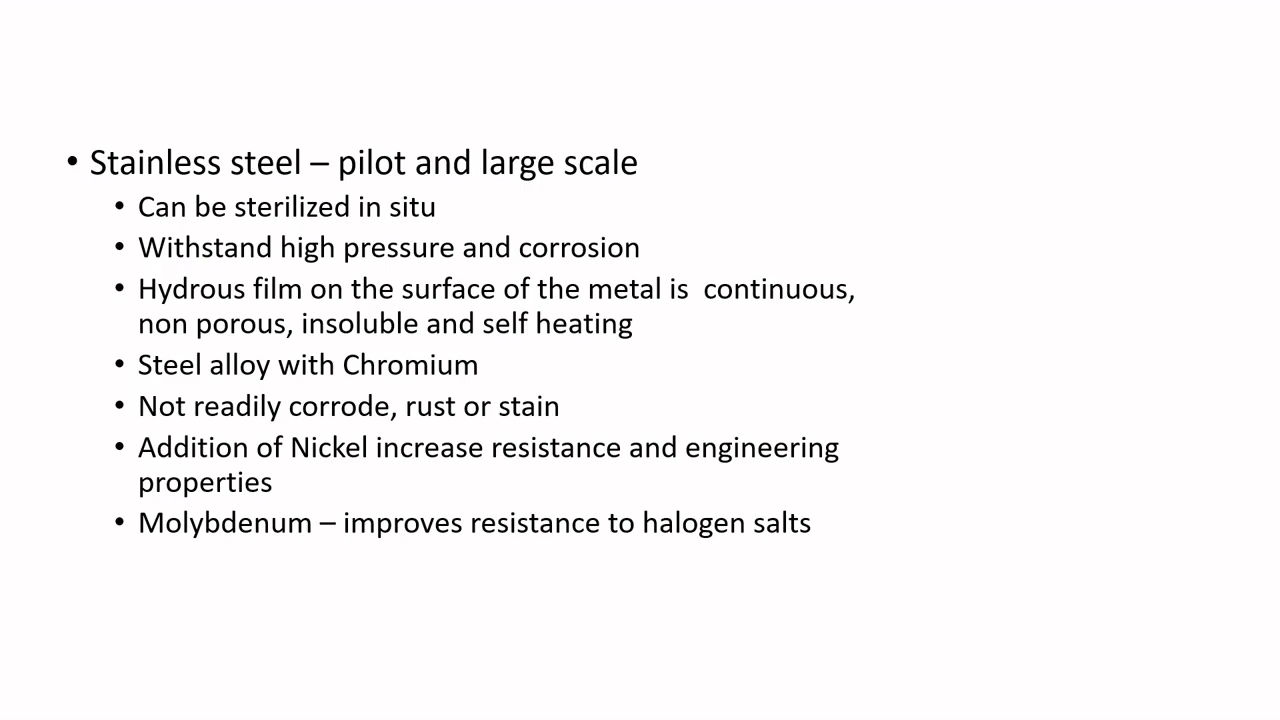 • Stainless steel – pilot and large scale
• Can be sterilized in situ
• Withstand high pressure and corrosion
• Hydrous film on the surface of the metal is  continuous,
non porous, insoluble and self heating
• Steel alloy with Chromium
• Not readily corrode, rust or stain
• Addition of Nickel increase resistance and engineering
properties
• Molybdenum – improves resistance to halogen salts